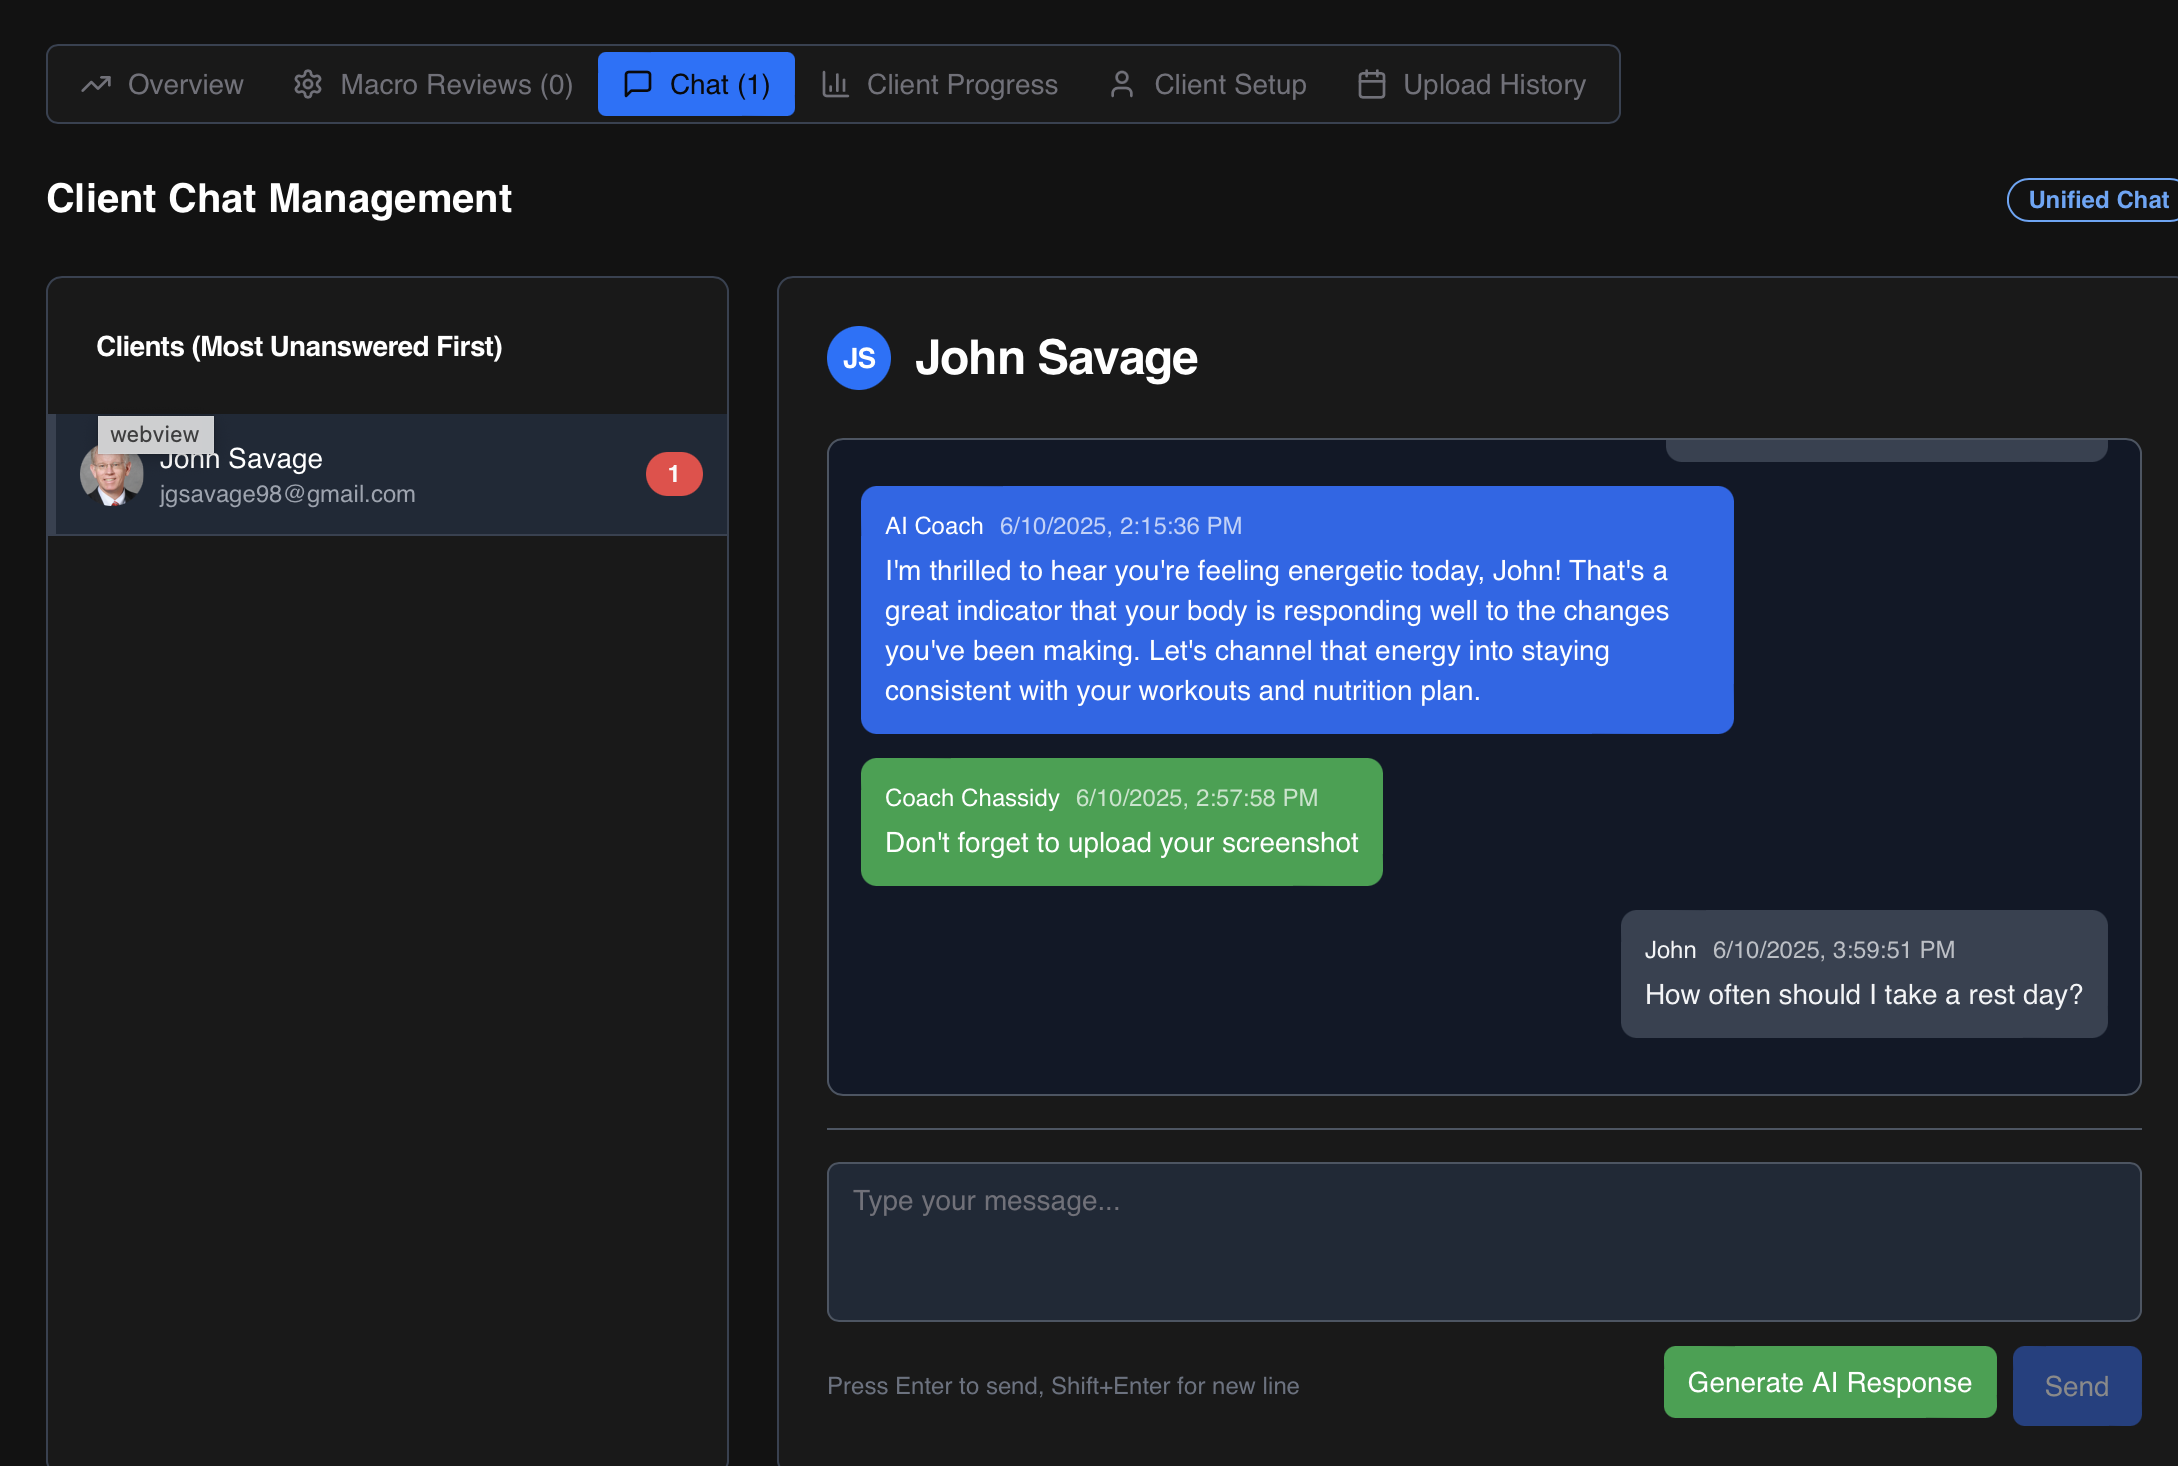 Overview
Macro Reviews (0)
Chat (1)
Client Progress
Client Setup
Upload History
Client Chat Management
Unified Chat
Clients (Most Unanswered First)
webview
John Savage
jgsavage98@gmail.com
1
JS
John Savage
AI Coach 6/10/2025, 2:15:36 PM
I'm thrilled to hear you're feeling energetic today, John! That's a
great indicator that your body is responding well to the changes
you've been making. Let's channel that energy into staying
consistent with your workouts and nutrition plan.
Coach Chassidy 6/10/2025, 2:57:58 PM
Don't forget to upload your screenshot
John 6/10/2025, 3:59:51 PM
How often should I take a rest day?
Type your message...
Press Enter to send, Shift+Enter for new line
Generate AI Response
Send